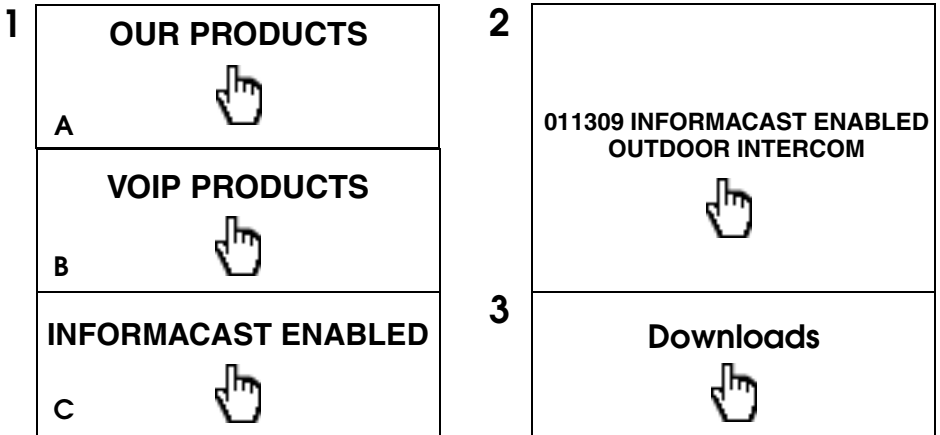 1
OUR PRODUCTS
A
VOIP PRODUCTS
B
INFORMACAST ENABLED
C
2
011309 INFORMACAST ENABLED
OUTDOOR INTERCOM
3
Downloads